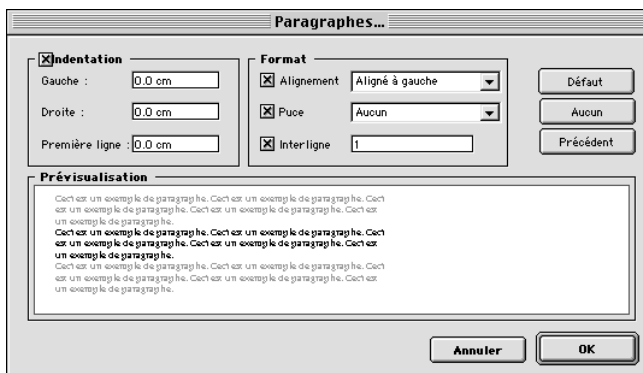 Paragraphes...
Indentation
Gauche : 0.0 cm
Droite : 0.0 cm
Première ligne : 0.0 cm
Format
Alignement Aligné à gauche
Puce Aucun
Interligne 1
Défaut
Aucun
Précédent
Prévisualisation
Ceci est un exemple de paragraphe. Ceci est un exemple de paragraphe. Ceci
est un exemple de paragraphe. Ceci est un exemple de paragraphe. Ceci est
un exemple de paragraphe.
Ceci est un exemple de paragraphe. Ceci est un exemple de paragraphe. Ceci
est un exemple de paragraphe. Ceci est un exemple de paragraphe. Ceci est
un exemple de paragraphe.
Ceci est un exemple de paragraphe. Ceci est un exemple de paragraphe. Ceci
est un exemple de paragraphe. Ceci est un exemple de paragraphe. Ceci est
un exemple de paragraphe.
Annuler
OK